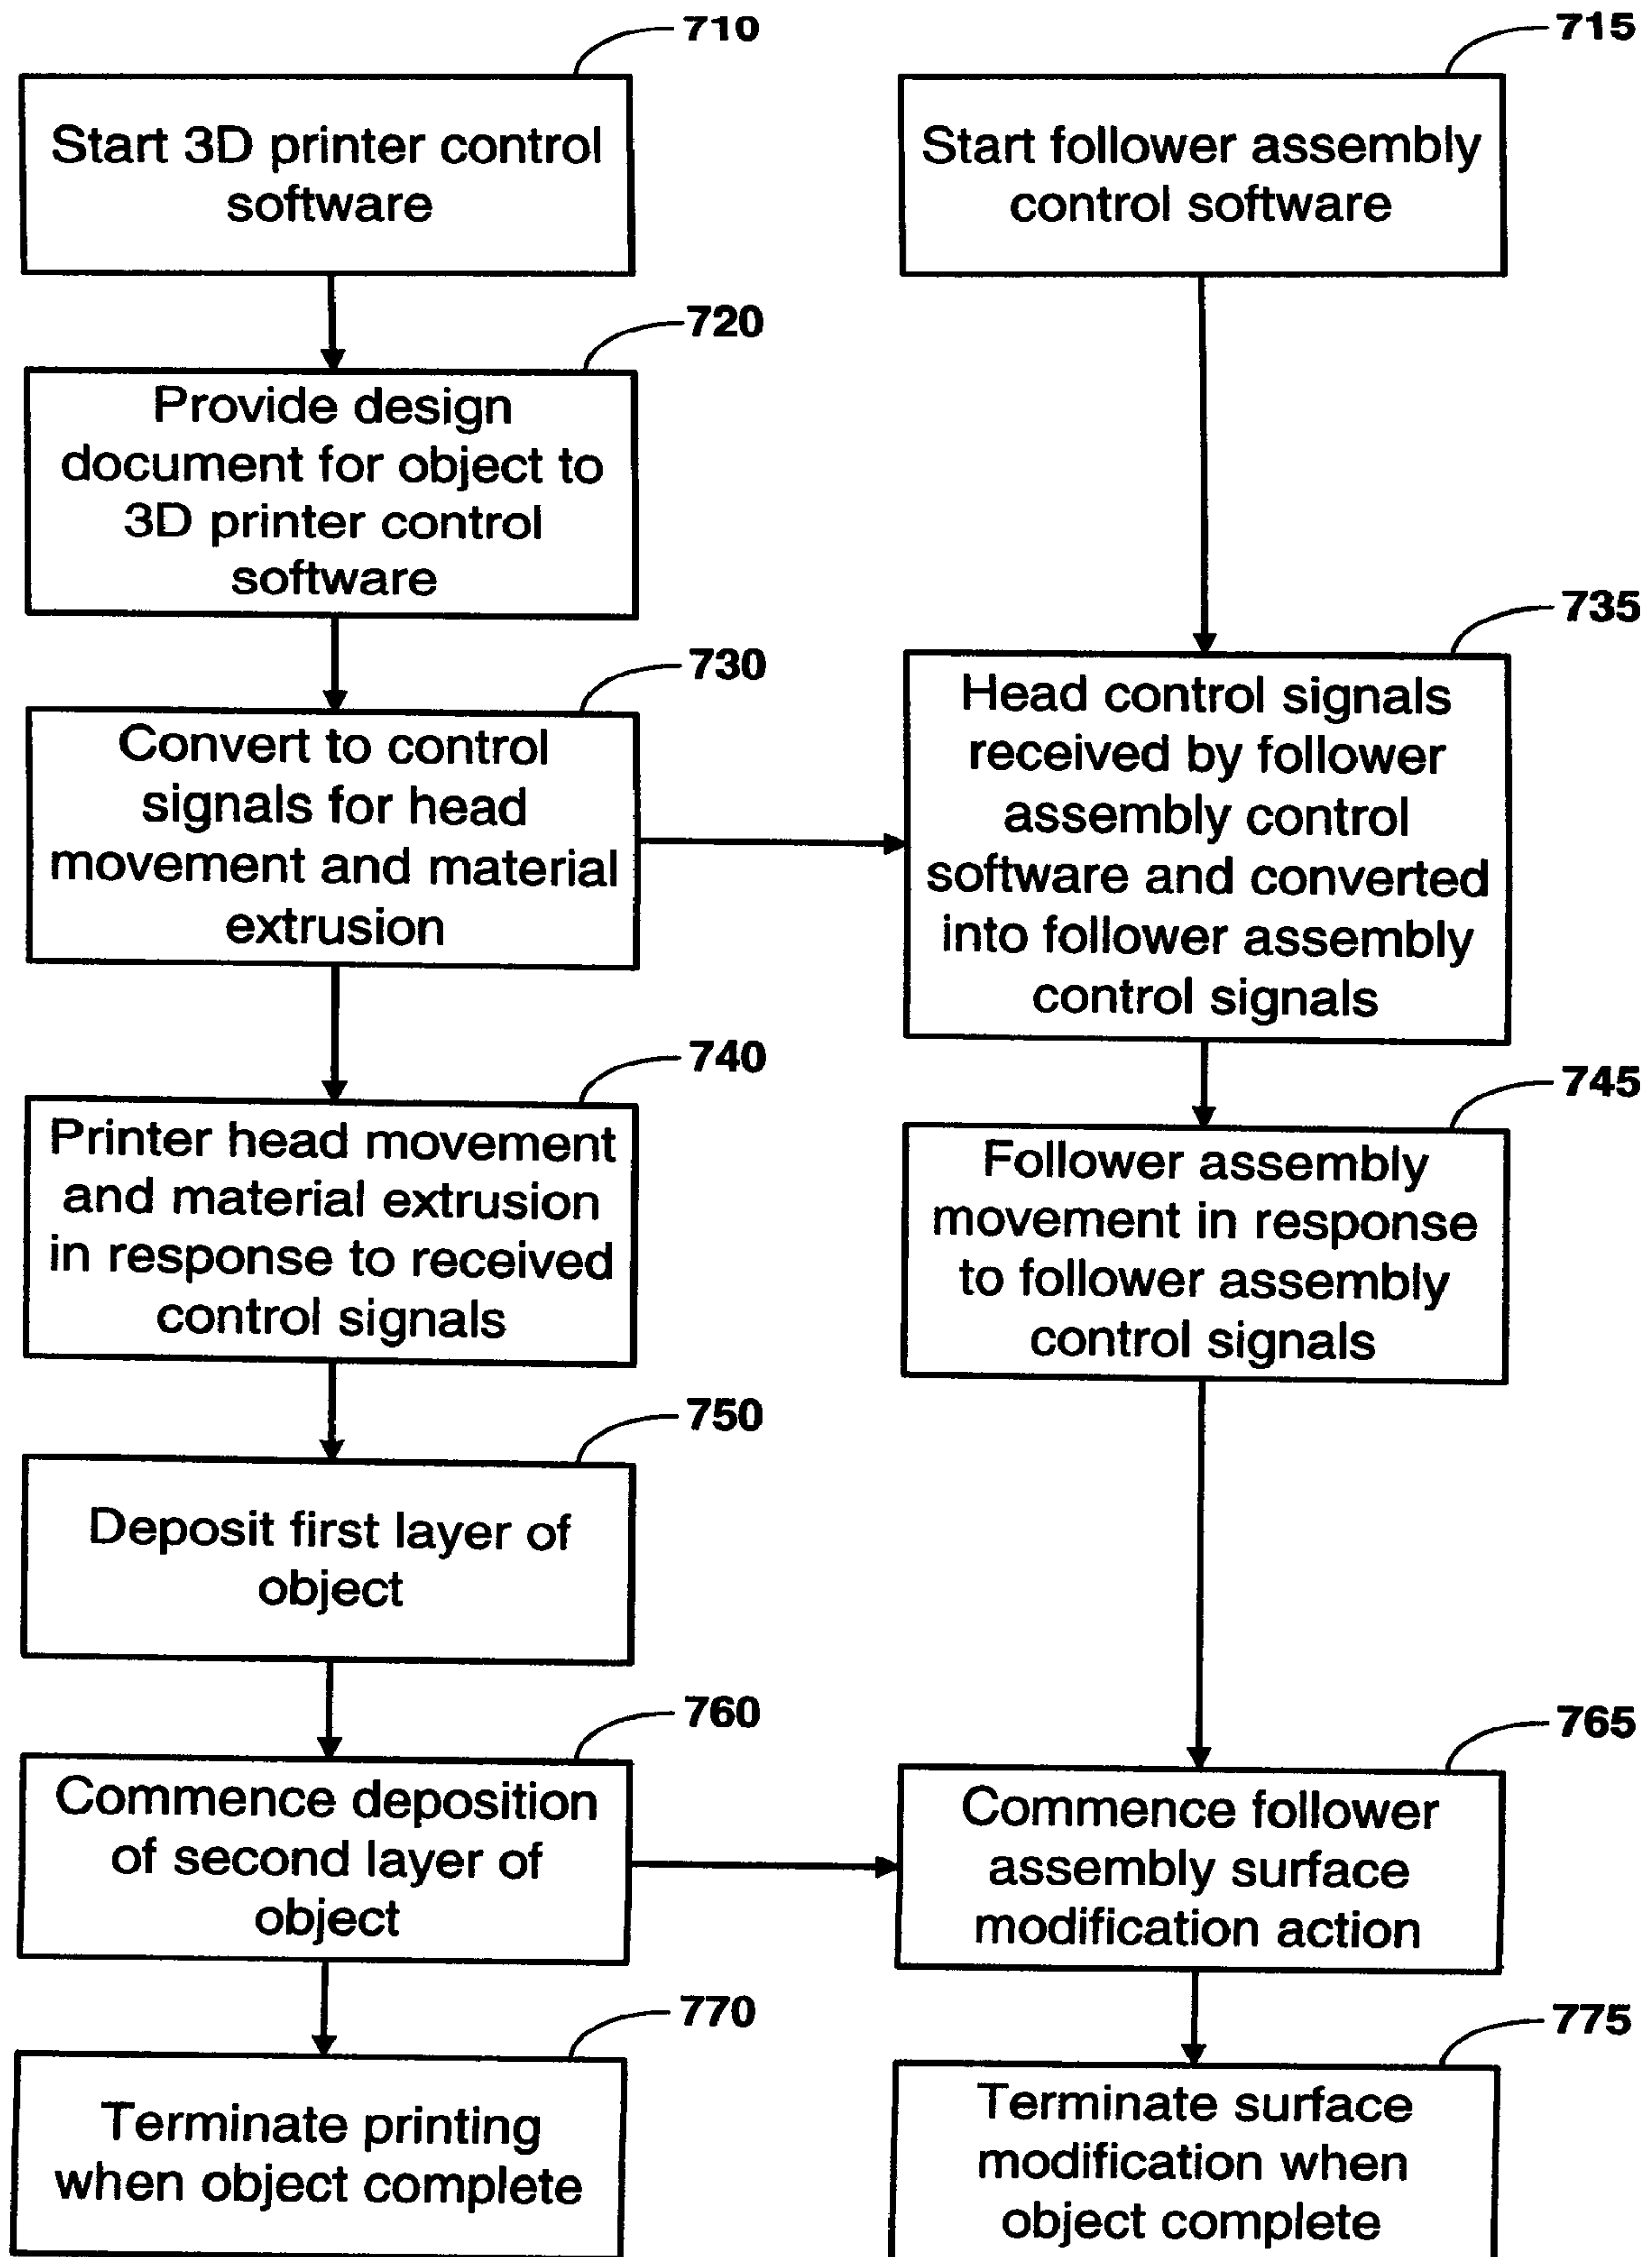 710
Start 3D printer control
software
715
Start follower assembly
control software
720
Provide design
document for object to
3D printer control
software
730
Convert to control
signals for head
movement and material
extrusion
735
Head control signals
received by follower
assembly control
software and converted
into follower assembly
control signals
740
Printer head movement
and material extrusion
in response to received
control signals
745
Follower assembly
movement in response
to follower assembly
control signals
750
Deposit first layer of
object
760
Commence deposition
of second layer of
object
765
Commence follower
assembly surface
modification action
770
Terminate printing
when object complete
775
Terminate surface
modification when
object complete